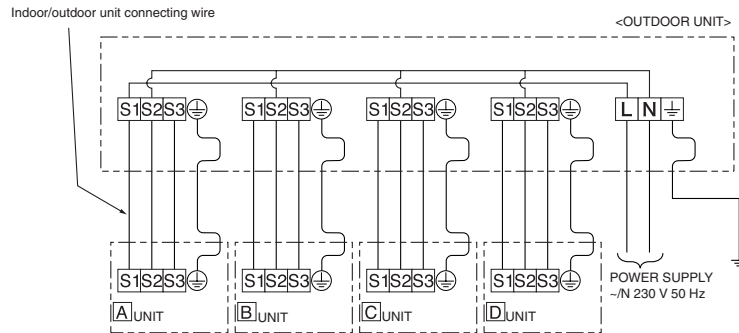 Indoor/outdoor unit connecting wire
<OUTDOOR UNIT>
S1 S2 S3 S1 S2 S3 S1 S2 S3 S1 S2 S3 L N
S1 S2 S3 S1 S2 S3 S1 S2 S3 S1 S2 S3
POWER SUPPLY
~/N 230 V 50 Hz
A UNIT B UNIT C UNIT D UNIT